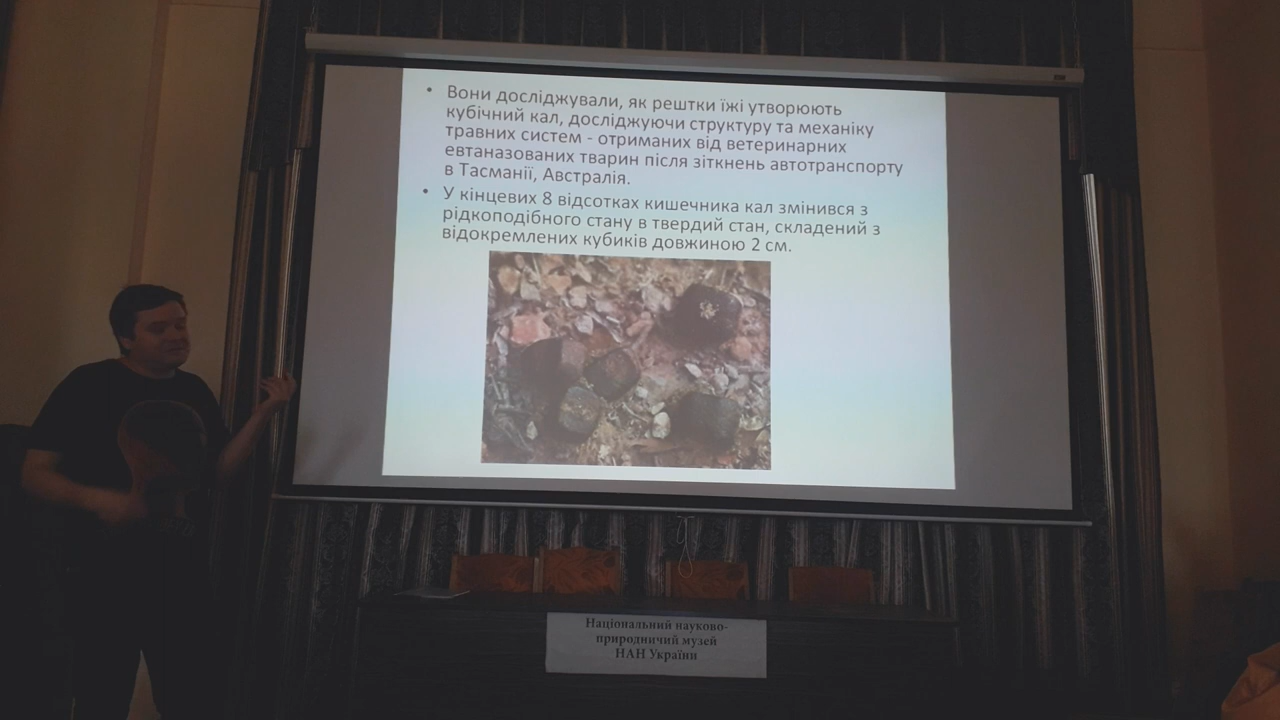 • Вони досліджували, як рештки їжі утворюють
кубічний кал, досліджуючи структуру та механіку
травних систем - отриманих від ветеринарних
евтаназованих тварин після зіткнень автотранспорту
в Тасманії, Австралія.
• У кінцевих 8 відсотках кишечника кал змінився з
рідкоподібного стану в твердий стан, складений з
відокремлених кубиків довжиною 2 см.
Національний науково-
природничий музей
НАН України